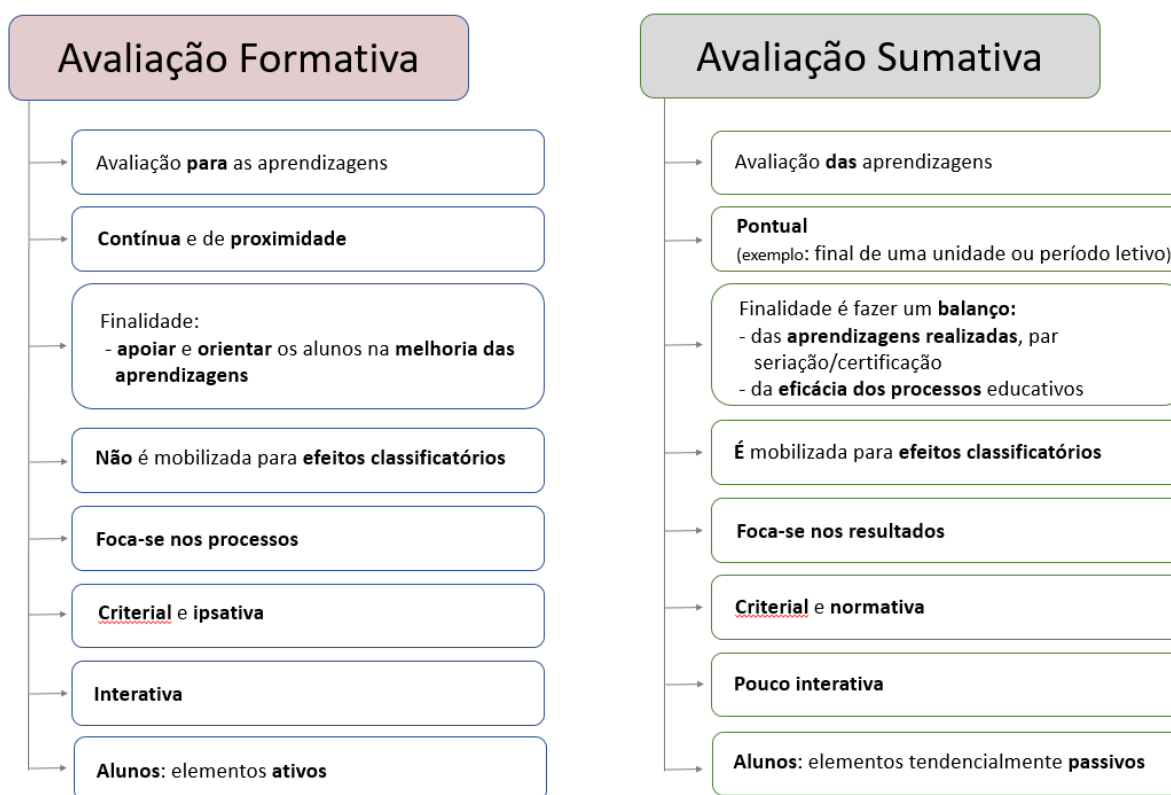 Avaliação Formativa
Avaliação para as aprendizagens
Contínua e de proximidade
Finalidade:
- apoiar e orientar os alunos na melhoria das
aprendizagens
Não é mobilizada para efeitos classificatórios
Foca-se nos processos
Criterial e ipsativa
Interativa
Alunos: elementos ativos
Avaliação Sumativa
Avaliação das aprendizagens
Pontual
(exemplo: final de uma unidade ou período letivo)
Finalidade é fazer um balanço:
- das aprendizagens realizadas, par
seriação/certificação
- da eficácia dos processos educativos
É mobilizada para efeitos classificatórios
Foca-se nos resultados
Criterial e normativa
Pouco interativa
Alunos: elementos tendencialmente passivos